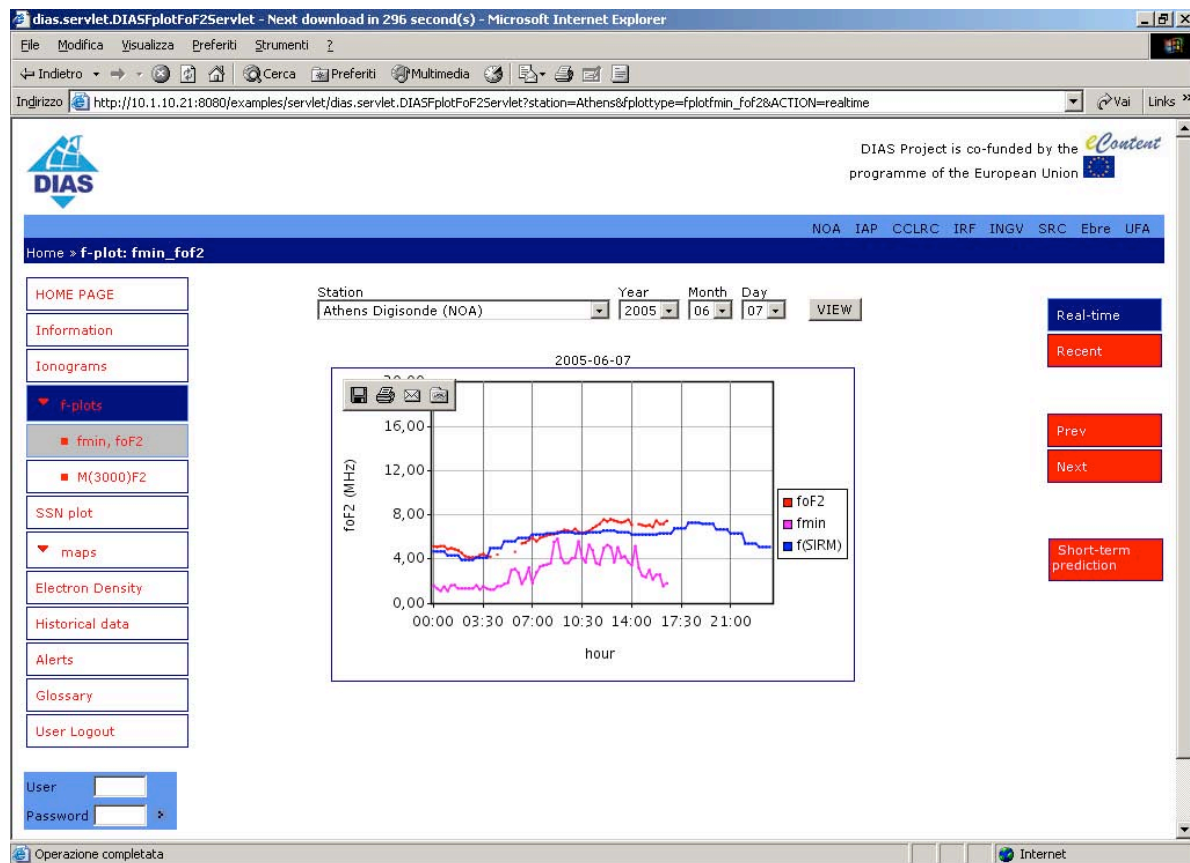 dias.servlet.DIASFplotFoF2Servlet - Next download in 296 second(s) - Microsoft Internet Explorer
File Modifica Visualizza Preferiti Strumenti ?
Indietro Cerca Preferiti Multimedia
Indirizzo http://10.1.10.21:8080/examples/servlet/dias.servlet.DIASFplotFoF2Servlet?station=Athens&fplottype=fplotfmin_fof2&ACTION=realtime Vai Links »
DIAS
DIAS Project is co-funded by the eContent
programme of the European Union
NOA IAP CCLRC IRF INGV SRC Ebre UFA
Home » f-plot: fmin_fof2
HOME PAGE
Information
Ionograms
f-plots
fmin, foF2
M(3000)F2
SSN plot
maps
Electron Density
Historical data
Alerts
Glossary
User Logout
User
Password
Station Year Month Day
Athens Digisonde (NOA) 2005 06 07 VIEW
2005-06-07
16,00
12,00
8,00
4,00
0,00
foF2 (MHz)
00:00 03:30 07:00 10:30 14:00 17:30 21:00
hour
foF2
fmin
f(SIRM)
Real-time
Recent
Prev
Next
Short-term
prediction
Operazione completata Internet